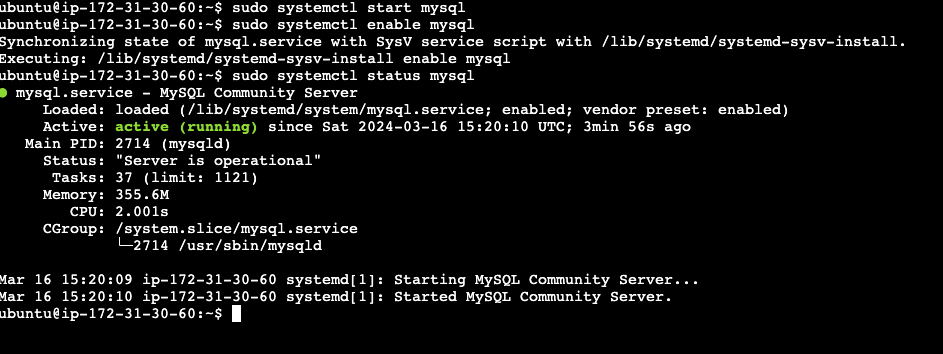 ubuntu@ip-172-31-30-60:~$ sudo systemctl start mysql
ubuntu@ip-172-31-30-60:~$ sudo systemctl enable mysql
Synchronizing state of mysql.service with SysV service script with /lib/systemd/systemd-sysv-install.
Executing: /lib/systemd/systemd-sysv-install enable mysql
ubuntu@ip-172-31-30-60:~$ sudo systemctl status mysql
● mysql.service - MySQL Community Server
     Loaded: loaded (/lib/systemd/system/mysql.service; enabled; vendor preset: enabled)
     Active: active (running) since Sat 2024-03-16 15:20:10 UTC; 3min 56s ago
   Main PID: 2714 (mysqld)
     Status: "Server is operational"
      Tasks: 37 (limit: 1121)
     Memory: 355.6M
        CPU: 2.001s
     CGroup: /system.slice/mysql.service
             └─2714 /usr/sbin/mysqld
Mar 16 15:20:09 ip-172-31-30-60 systemd[1]: Starting MySQL Community Server...
Mar 16 15:20:10 ip-172-31-30-60 systemd[1]: Started MySQL Community Server.
ubuntu@ip-172-31-30-60:~$